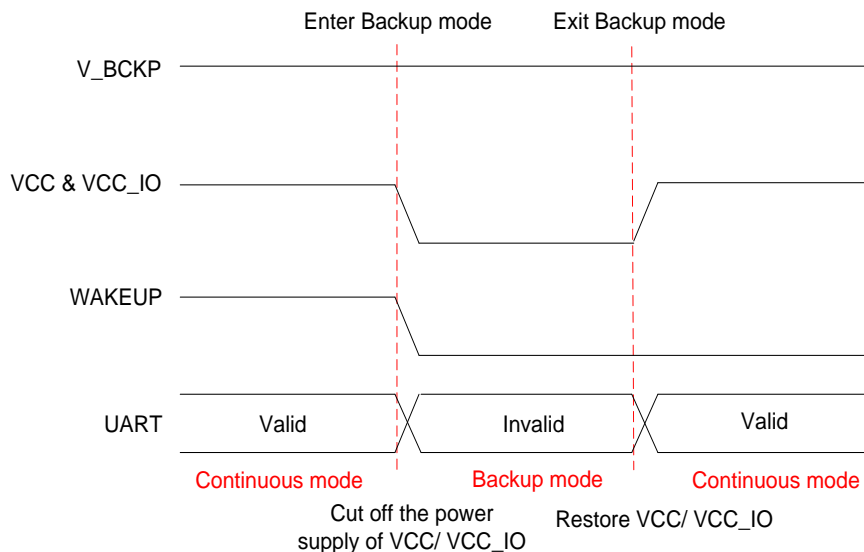 Enter Backup mode
Exit Backup mode
V_BCKP
VCC & VCC_IO
WAKEUP
UART
Valid
Invalid
Valid
Continuous mode
Backup mode
Continuous mode
Cut off the power
supply of VCC/ VCC_IO
Restore VCC/ VCC_IO